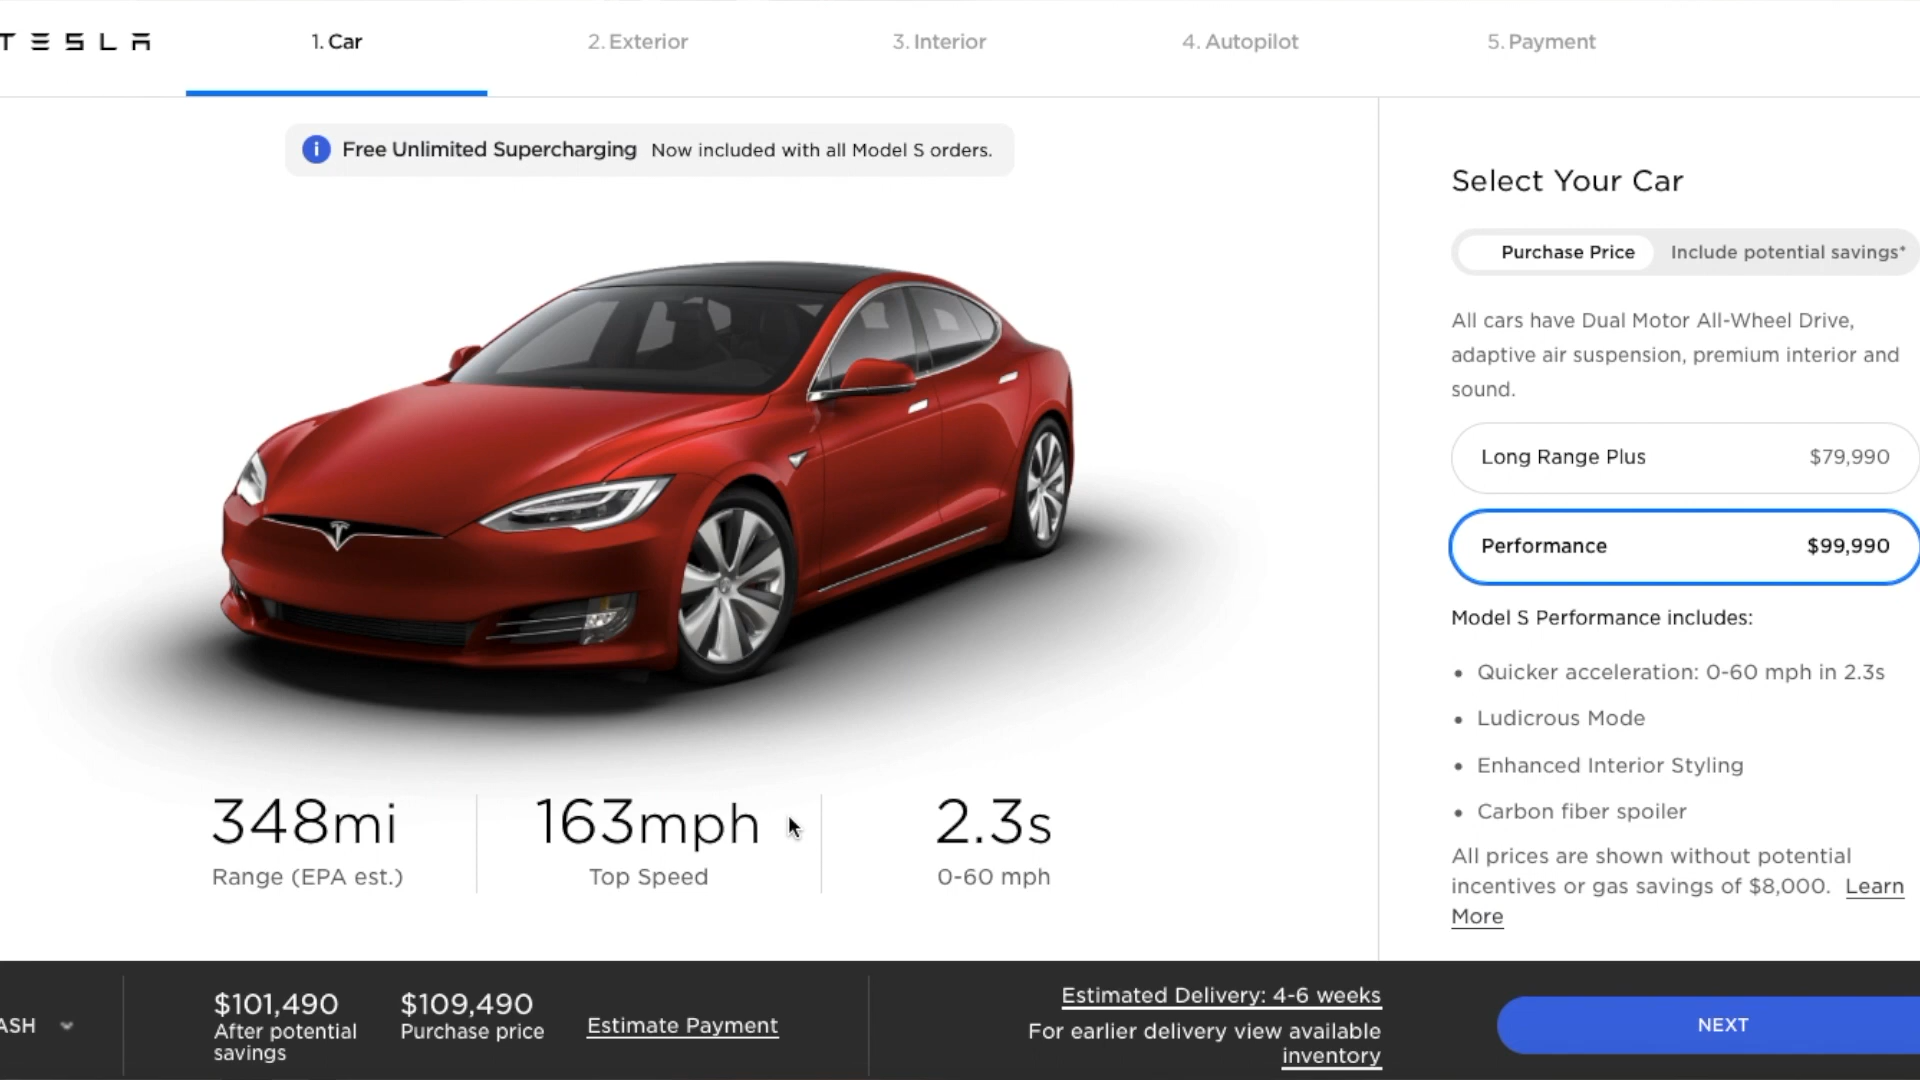 TESLA
1. Car
2. Exterior
3. Interior
4. Autopilot
5. Payment
i Free Unlimited Supercharging Now included with all Model S orders.
Select Your Car
Purchase Price
Include potential savings*
All cars have Dual Motor All-Wheel Drive,
adaptive air suspension, premium interior and
sound.
Long Range Plus $79,990
Performance $99,990
Model S Performance includes:
• Quicker acceleration: 0-60 mph in 2.3s
• Ludicrous Mode
• Enhanced Interior Styling
• Carbon fiber spoiler
All prices are shown without potential
incentives or gas savings of $8,000. Learn
More
348mi
Range (EPA est.)
163mph
Top Speed
2.3s
0-60 mph
ASH
$101,490
After potential
savings
$109,490
Purchase price
Estimate Payment
Estimated Delivery: 4-6 weeks
For earlier delivery view available
inventory
NEXT